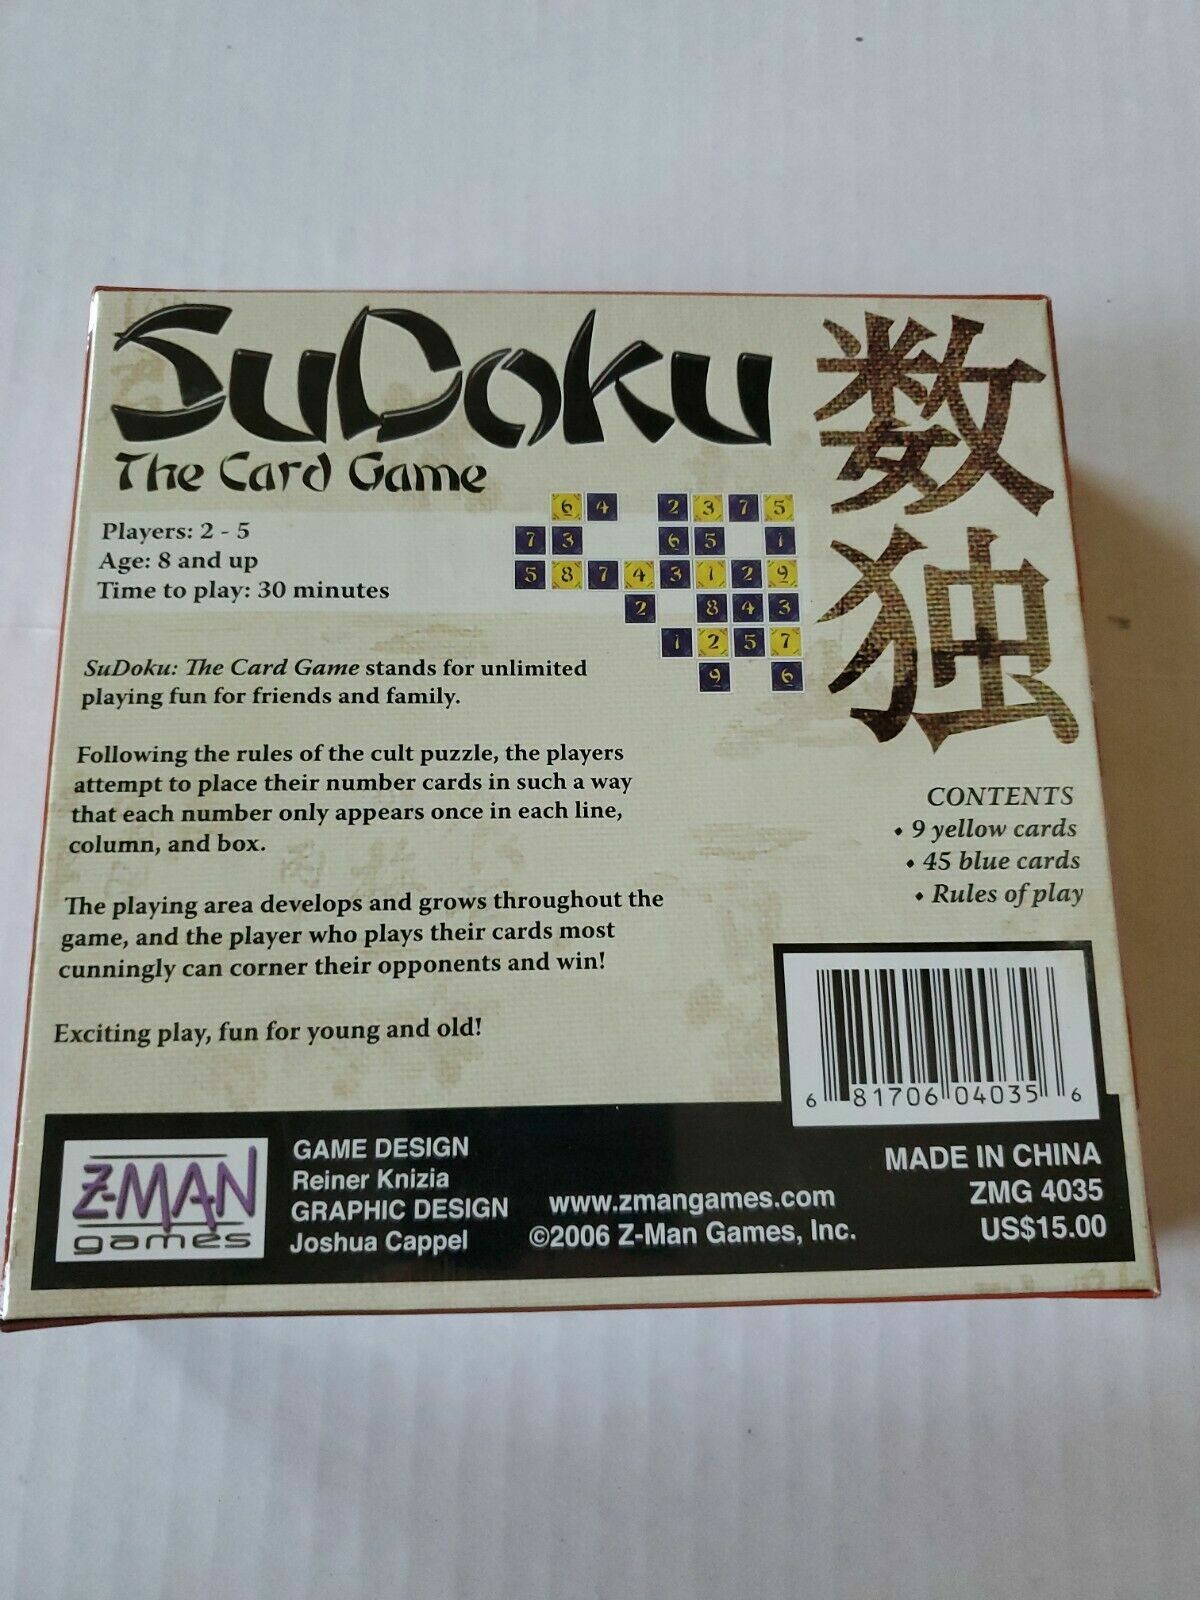 SuDoku
The Card Game
数
独
Players: 2 - 5
Age: 8 and up
Time to play: 30 minutes
6 4 2 3 7 5
7 3 6 5 1
5 8 7 4 3 1 2 9
2 8 4 3
1 2 5 7
9 6
SuDoku: The Card Game stands for unlimited
playing fun for friends and family.
Following the rules of the cult puzzle, the players
attempt to place their number cards in such a way
that each number only appears once in each line,
column, and box.
The playing area develops and grows throughout the
game, and the player who plays their cards most
cunningly can corner their opponents and win!
Exciting play, fun for young and old!
CONTENTS
• 9 yellow cards
• 45 blue cards
• Rules of play
6 81706 04035 6
Z-MAN
games
GAME DESIGN
Reiner Knizia
GRAPHIC DESIGN
Joshua Cappel
www.zmangames.com
©2006 Z-Man Games, Inc.
MADE IN CHINA
ZMG 4035
US$15.00